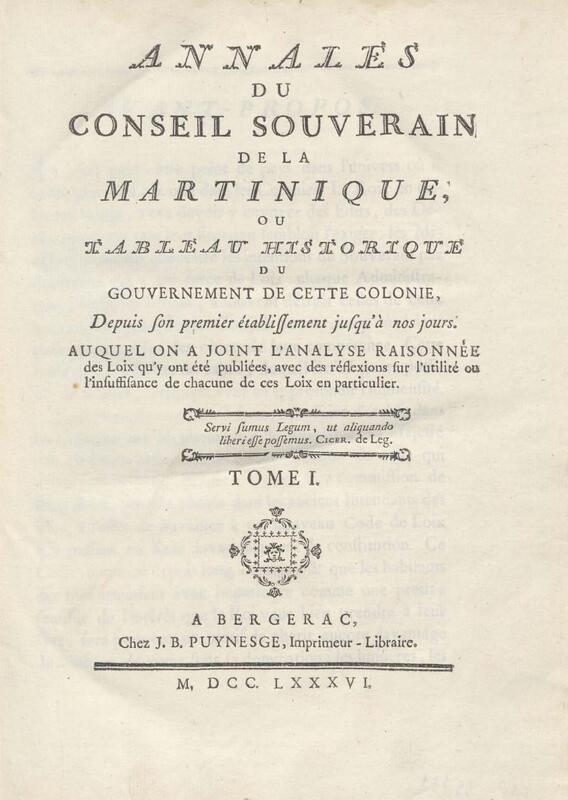 ANNALES
DU
CONSEIL SOUVERAIN
DE LA
MARTINIQUE,
OU
TABLEAU HISTORIQUE
DU
GOUVERNEMENT DE CETTE COLONIE,
Depuis son premier établissement jusqu'à nos jours.
AUQUEL ON A JOINT L'ANALYSE RAISONNÉE
des Loix qu'y ont été publiées, avec des réflexions sur l'utilité ou
l'insuffisance de chacune de ces Loix en particulier.
Servi sumus Legum, ut aliquando
liberi esse possemus. CICER. de Leg.
TOME I.
A BERGERAC,
Chez J. B. PUYNESGE, Imprimeur-Libraire.
M, DCC. LXXXVI.